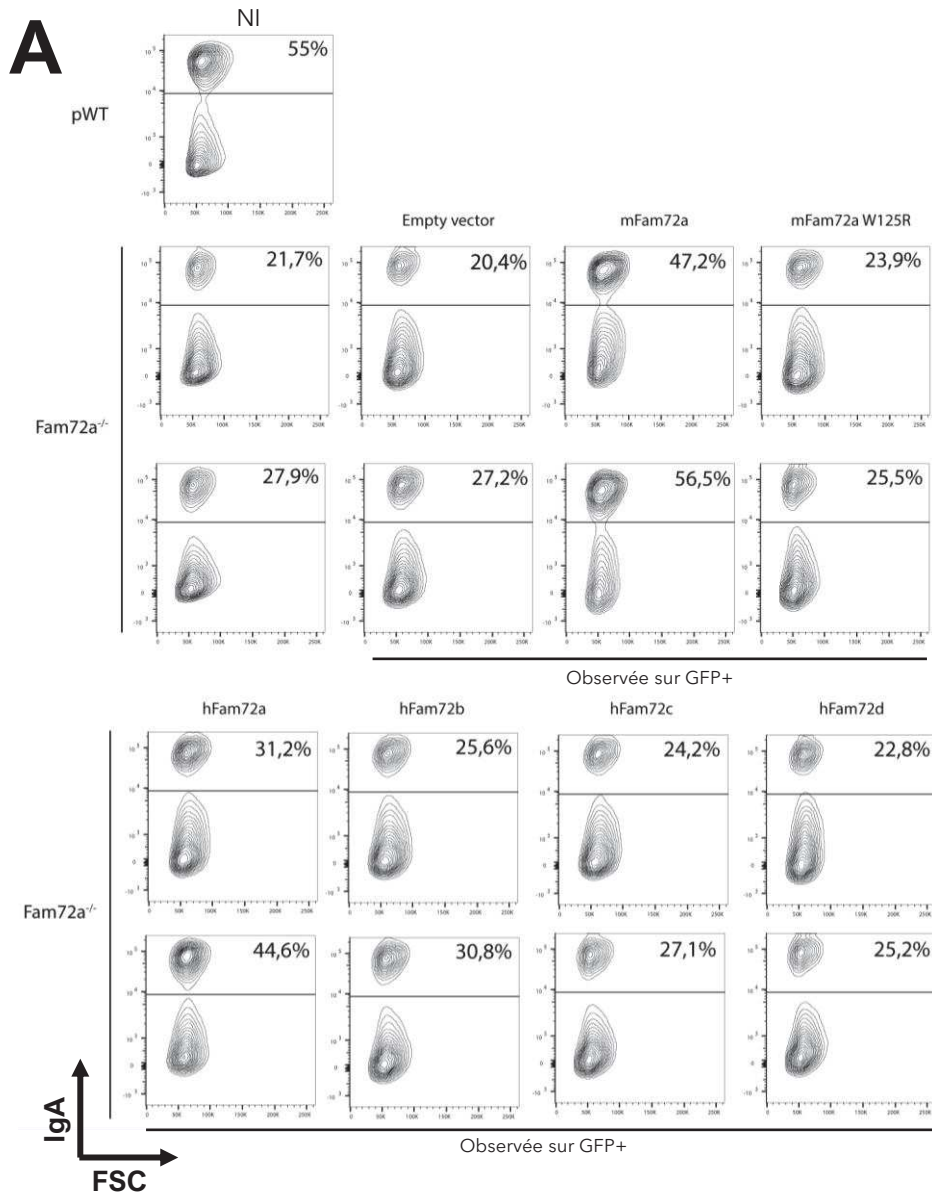 A
NI
55%
pWT
Empty vector
mFam72a
mFam72a W125R
21,7%
20,4%
47,2%
23,9%
Fam72a-/-
27,9%
27,2%
56,5%
25,5%
Observée sur GFP+
hFam72a
hFam72b
hFam72c
hFam72d
31,2%
25,6%
24,2%
22,8%
Fam72a-/-
44,6%
30,8%
27,1%
25,2%
IgA
FSC
Observée sur GFP+